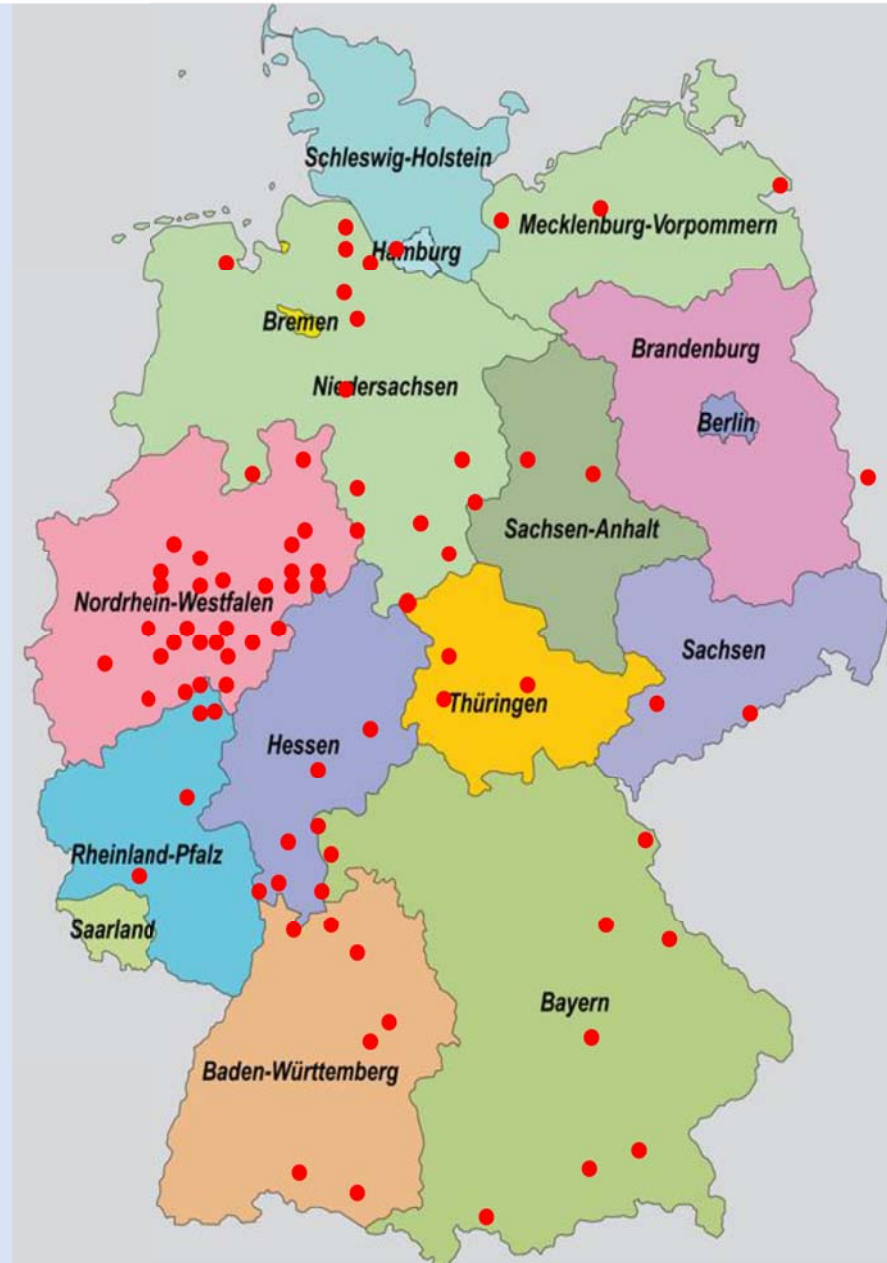 Schleswig-Holstein
Mecklenburg-Vorpommern
Hamburg
Bremen
Brandenburg
Niedersachsen
Berlin
Sachsen-Anhalt
Nordrhein-Westfalen
Sachsen
Thüringen
Hessen
Rheinland-Pfalz
Saarland
Bayern
Baden-Württemberg